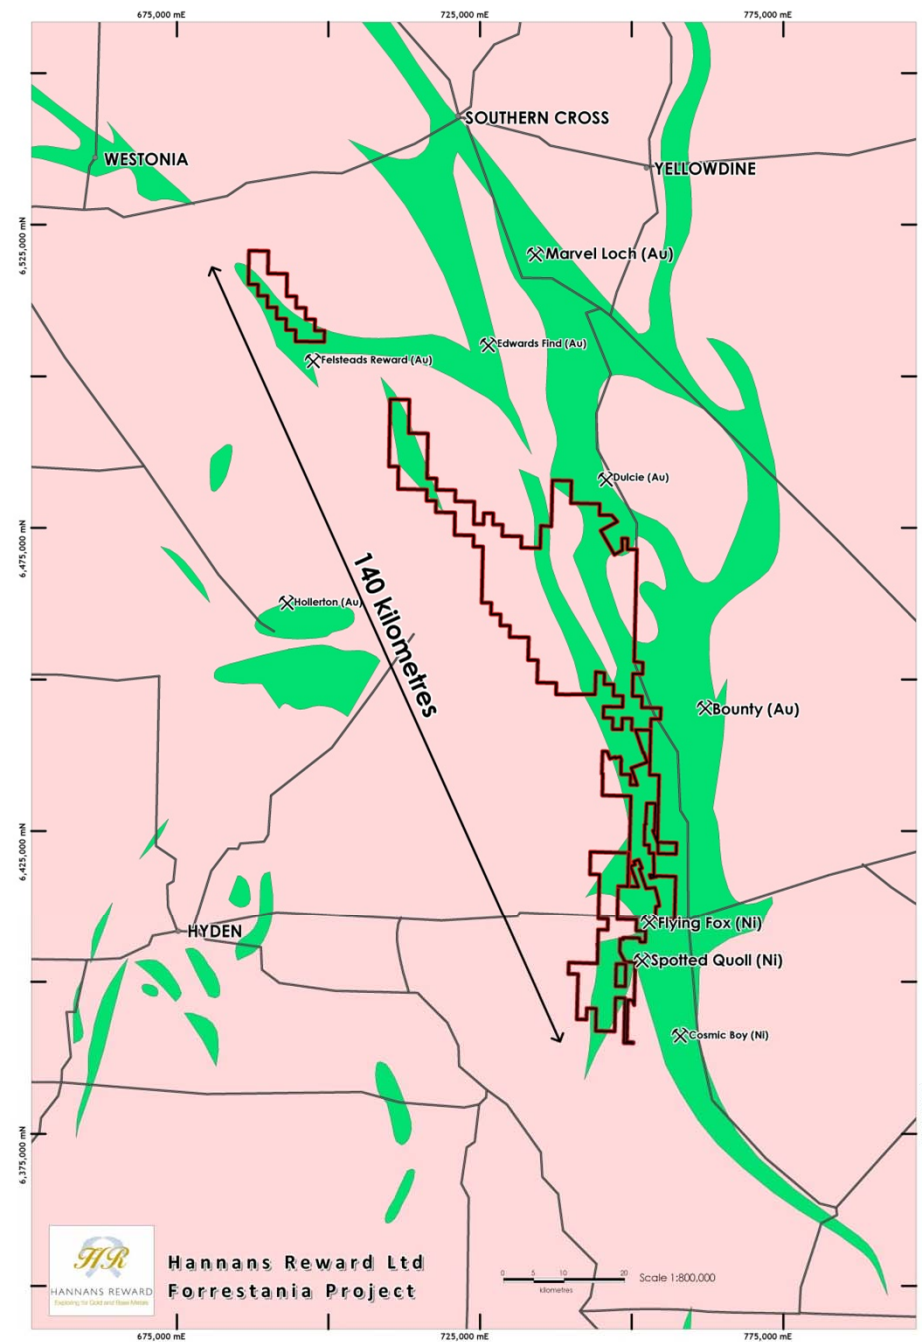 675,000 mE
725,000 mE
775,000 mE
SOUTHERN CROSS
WESTONIA
YELLOWDINE
6,525,000 mN
Marvel Loch (Au)
Edwards Find (Au)
Felsteads Reward (Au)
Dulcie (Au)
6,475,000 mN
140 kilometres
Hollerton (Au)
Bounty (Au)
6,425,000 mN
HYDEN
Flying Fox (Ni)
Spotted Quoll (Ni)
Cosmic Boy (Ni)
6,375,000 mN
HR
HANNANS REWARD
Exploring for Gold and Base Metals
Hannans Reward Ltd
Forrestania Project
0 5 10 20
kilometres
Scale 1:800,000
675,000 mE
725,000 mE
775,000 mE